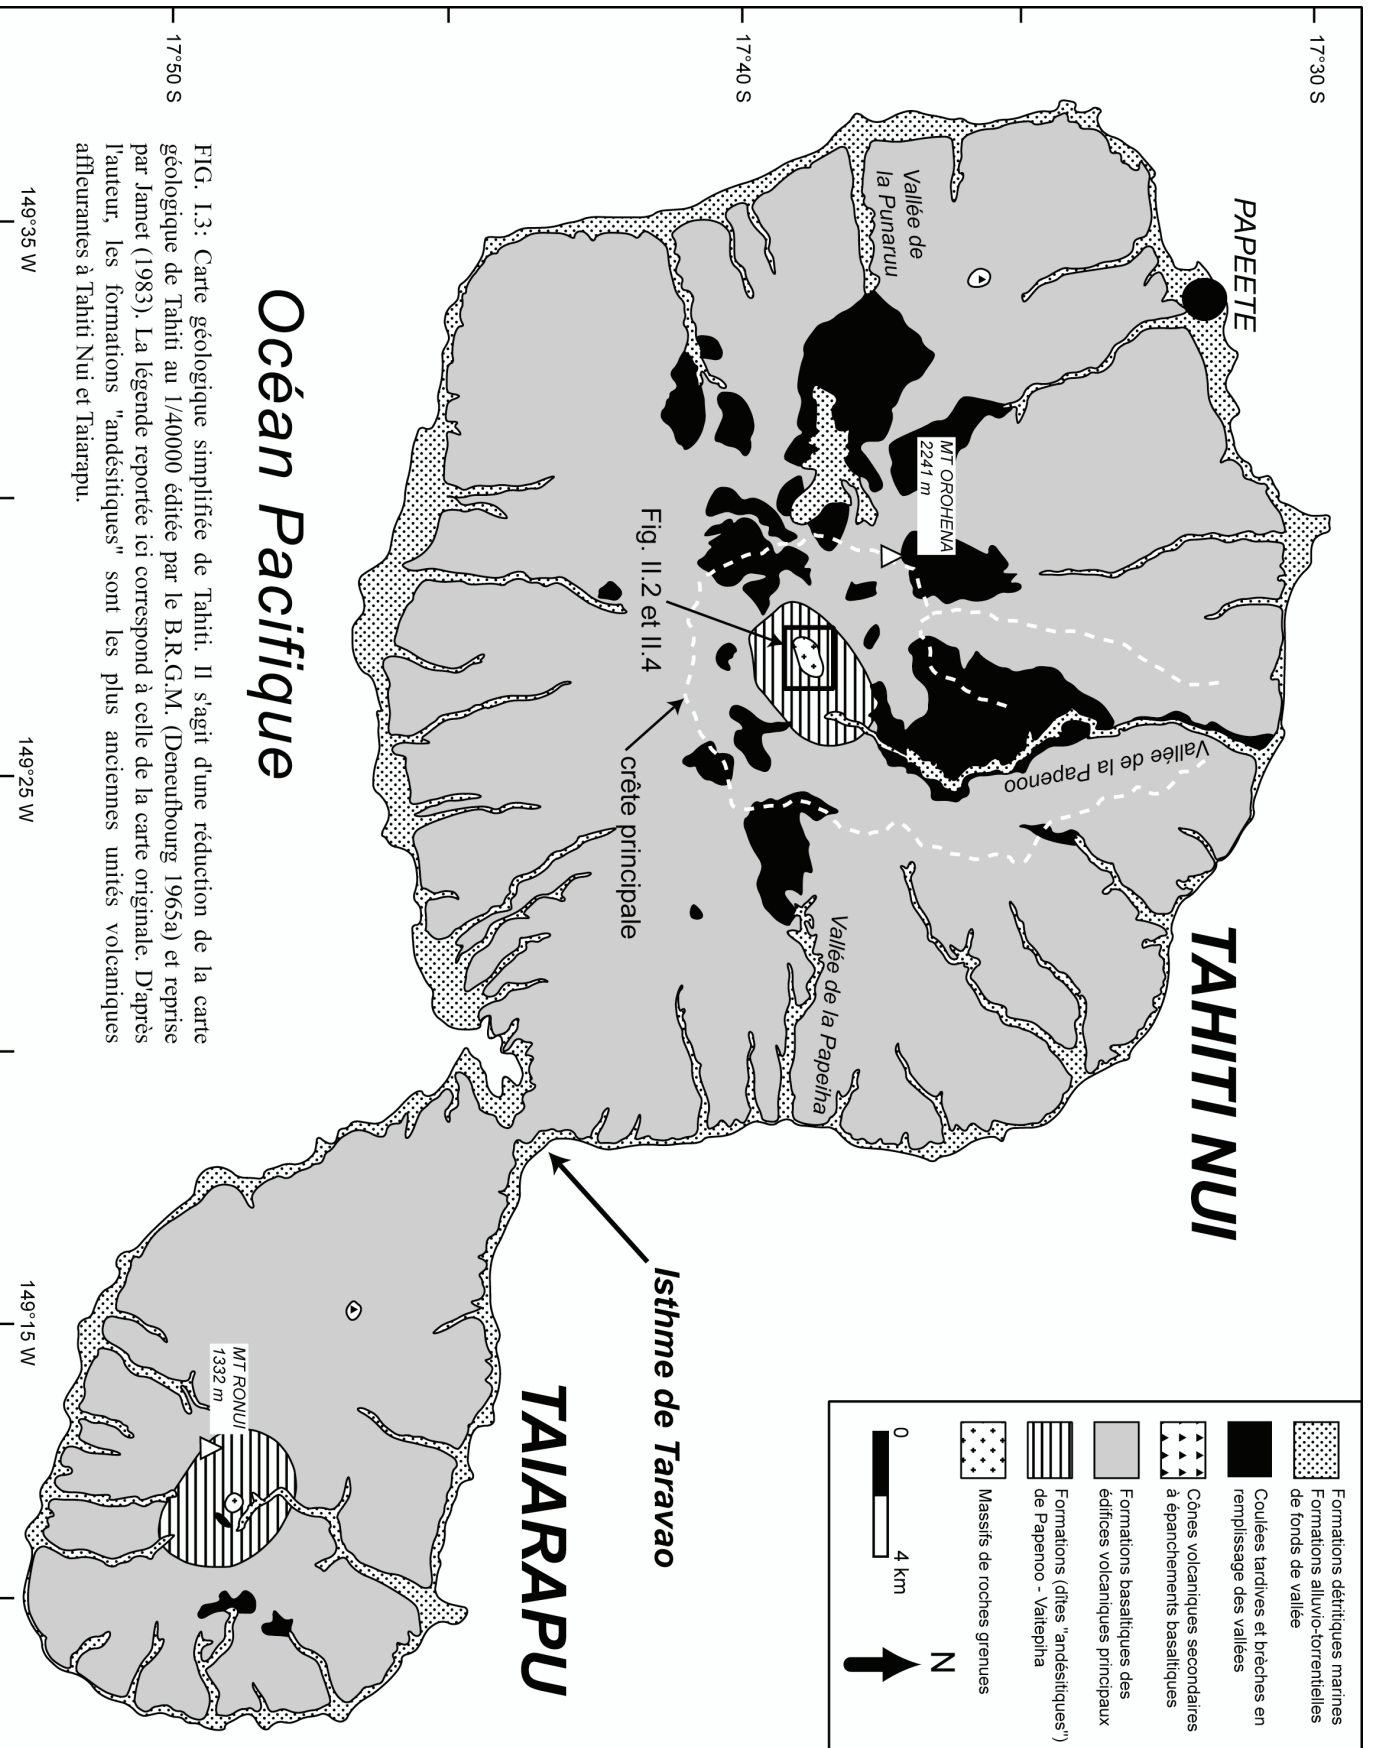 17°30 S
17°40 S
17°50 S
149°35 W
149°25 W
149°15 W
PAPEETE
TAHITI NUI
Vallée de
la Punaruu
MT OROHENA
2241 m
Vallée de la Papenoo
Vallée de la Papeiha
Fig. II.2 et II.4
crête principale
Océan Pacifique
Isthme de Taravao
TAIARAPU
MT RONUI
1332 m
Formations détritiques marines
Formations alluvio-torrentielles
de fonds de vallée
Coulées tardives et brèches en
remplissage des vallées
Cônes volcaniques secondaires
à épanchements basaltiques
Formations basaltiques des
édifices volcaniques principaux
Formations (dîtes "andésitiques")
de Papenoo - Vaitepiha
Massifs de roches grenues
0
4 km
N
FIG. I.3: Carte géologique simplifiée de Tahiti. Il s'agit d'une réduction de la carte
géologique de Tahiti au 1/40000 éditée par le B.R.G.M. (Deneufbourg 1965a) et reprise
par Jamet (1983). La légende reportée ici correspond à celle de la carte originale. D'après
l'auteur, les formations "andésitiques" sont les plus anciennes unités volcaniques
affleurantes à Tahiti Nui et Taiarapu.